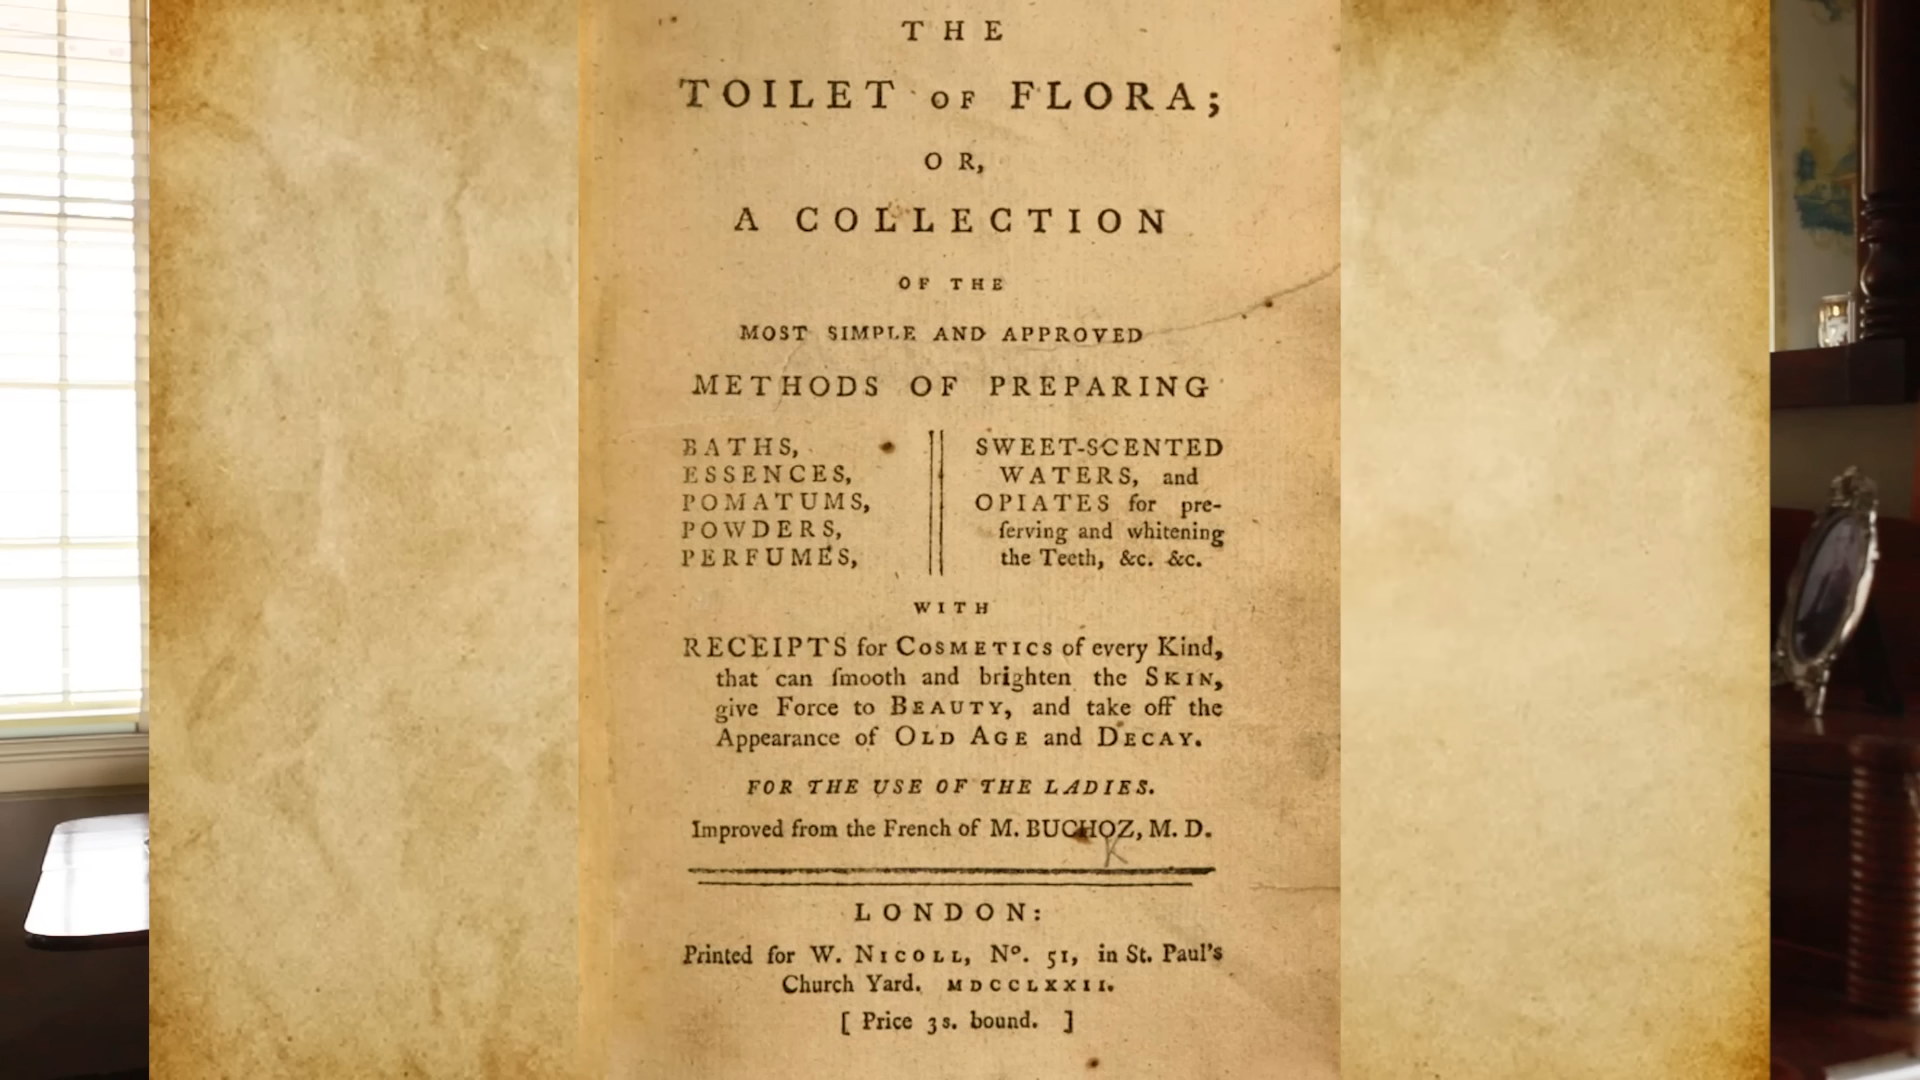 THE
TOILET OF FLORA;
OR,
A COLLECTION
OF THE
MOST SIMPLE AND APPROVED
METHODS OF PREPARING
BATHS,
ESSENCES,
POMATUMS,
POWDERS,
PERFUMES,
SWEET-SCENTED
WATERS, and
OPIATES for pre-
ſerving and whitening
the Teeth, &c. &c.
WITH
RECEIPTS for COSMETICS of every Kind,
that can ſmooth and brighten the SKIN,
give Force to BEAUTY, and take off the
Appearance of OLD AGE and DECAY.
FOR THE USE OF THE LADIES.
Improved from the French of M. BUCHOZ, M. D.
K
LONDON:
Printed for W. NICOLL, Nº. 51, in St. Paul's
Church Yard. MDCCLXXII.
[ Price 3s. bound. ]